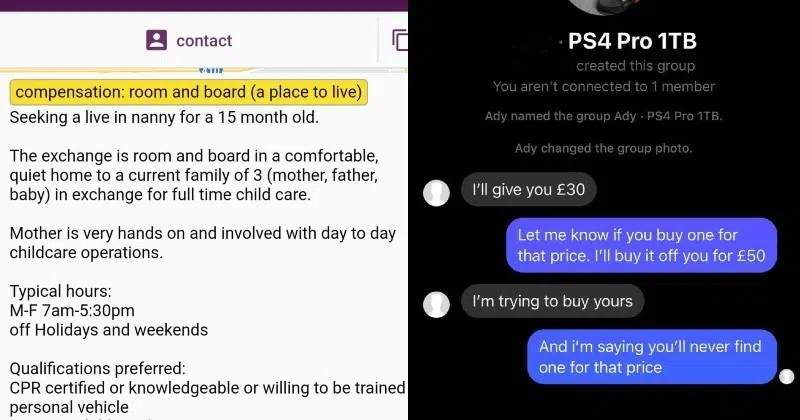 contact
compensation: room and board (a place to live)
Seeking a live in nanny for a 15 month old.
The exchange is room and board in a comfortable,
quiet home to a current family of 3 (mother, father,
baby) in exchange for full time child care.
Mother is very hands on and involved with day to day
childcare operations.
Typical hours:
M-F 7am-5:30pm
off Holidays and weekends
Qualifications preferred:
CPR certified or knowledgeable or willing to be trained
personal vehicle
· PS4 Pro 1TB
created this group
You aren't connected to 1 member
Ady named the group Ady · PS4 Pro 1TB.
Ady changed the group photo.
I'll give you £30
Let me know if you buy one for
that price. I'll buy it off you for £50
I'm trying to buy yours
And i'm saying you'll never find
one for that price